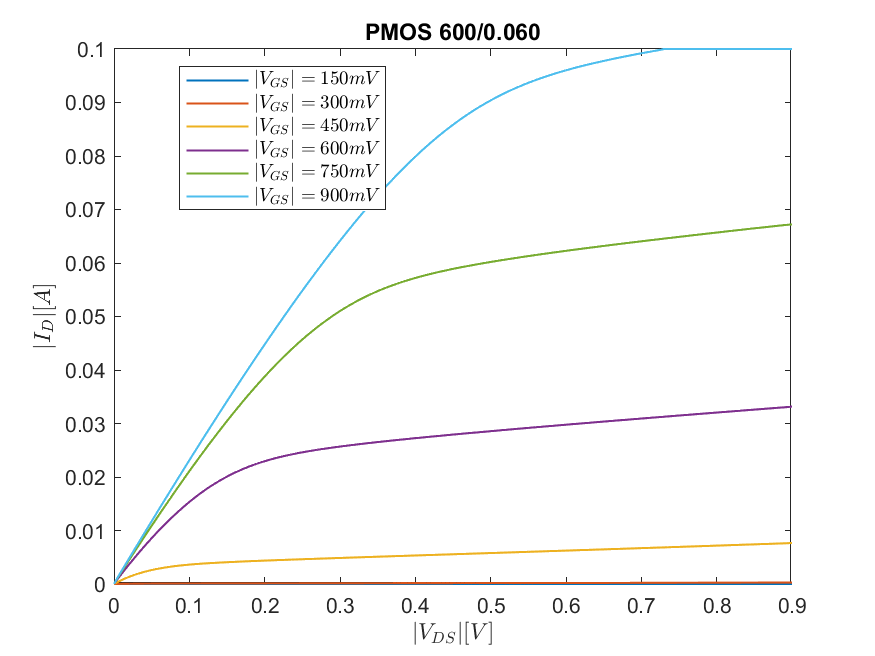 PMOS 600/0.060
0.1
0.09
0.08
0.07
0.06
0.05
0.04
0.03
0.02
0.01
0
|I_D|[A]
|V_GS| = 150mV
|V_GS| = 300mV
|V_GS| = 450mV
|V_GS| = 600mV
|V_GS| = 750mV
|V_GS| = 900mV
0 0.1 0.2 0.3 0.4 0.5 0.6 0.7 0.8 0.9
|V_DS|[V]